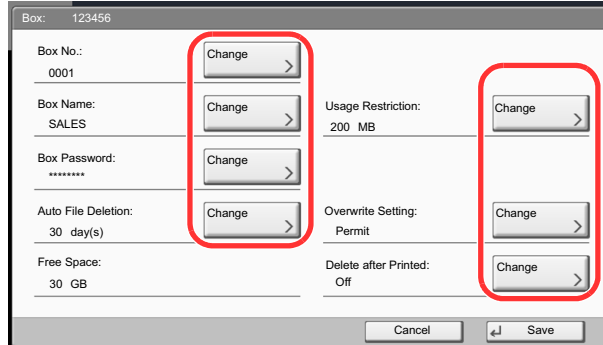 Box: 123456
Box No.:
0001
Change
Box Name:
SALES
Change
Usage Restriction:
200 MB
Change
Box Password:
********
Change
Auto File Deletion:
30 day(s)
Change
Overwrite Setting:
Permit
Change
Free Space:
30 GB
Delete after Printed:
Off
Change
Cancel
Save